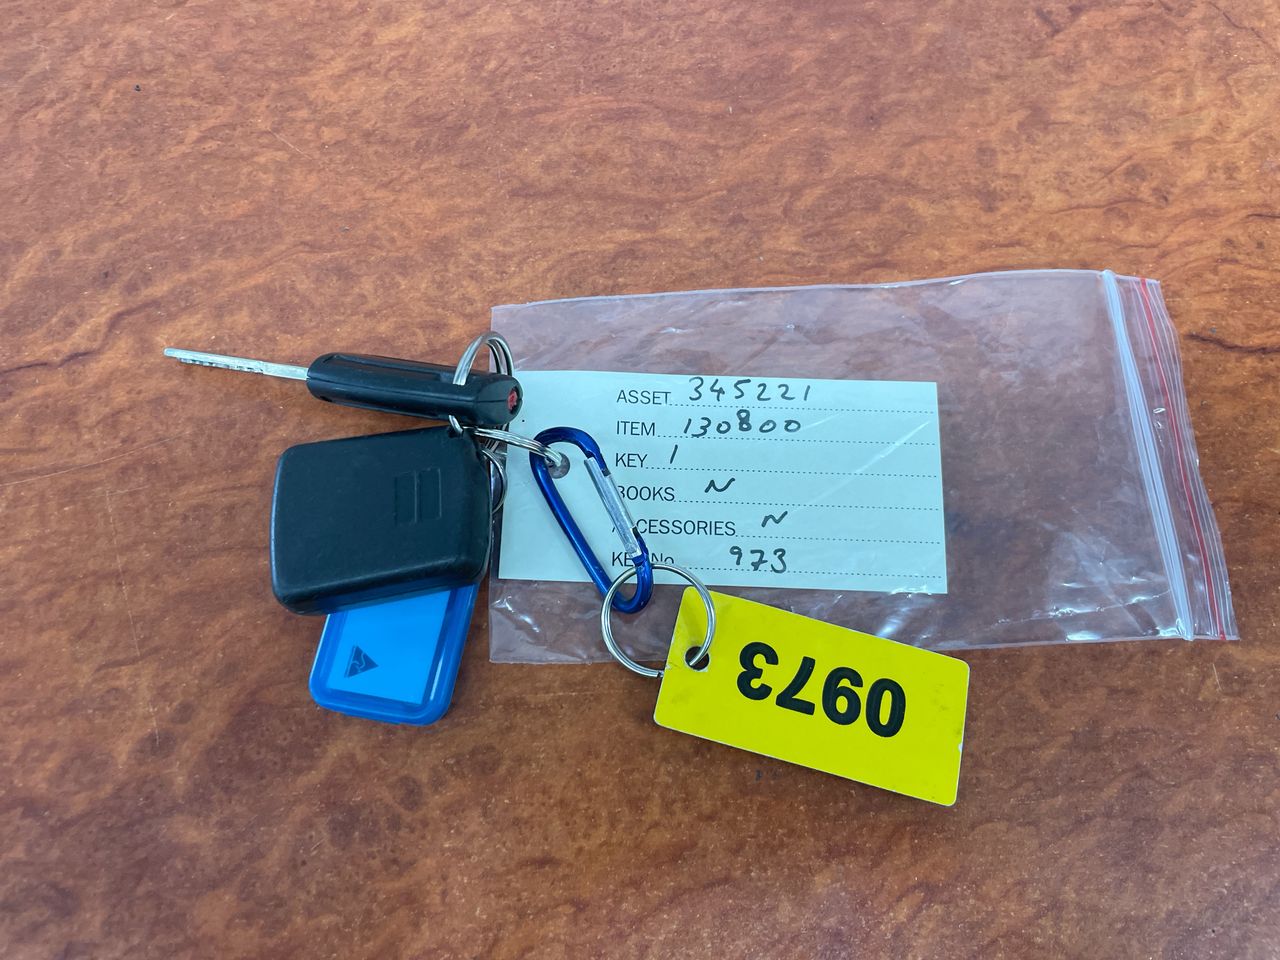 ASSET 345221
ITEM 130800
KEY 1
BOOKS N
ACCESSORIES N
KEY No 973
0973